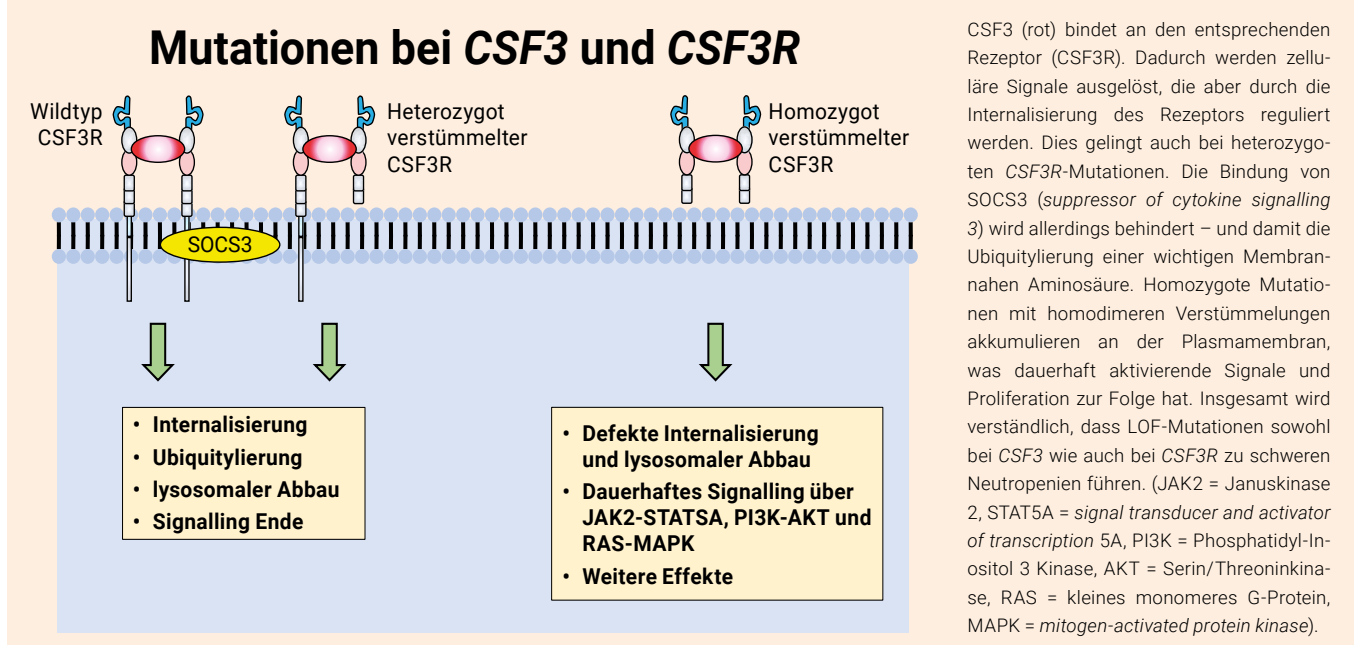 Mutationen bei CSF3 und CSF3R
Wildtyp
CSF3R
Heterozygot
verstümmelter
CSF3R
Homozygot
verstümmelter
CSF3R
SOCS3
• Internalisierung
• Ubiquitylierung
• lysosomaler Abbau
• Signalling Ende
• Defekte Internalisierung
und lysosomaler Abbau
• Dauerhaftes Signalling über
JAK2-STATSA, PI3K-AKT und
RAS-MAPK
• Weitere Effekte
CSF3 (rot) bindet an den entsprechenden
Rezeptor (CSF3R). Dadurch werden zellu-
läre Signale ausgelöst, die aber durch die
Internalisierung des Rezeptors reguliert
werden. Dies gelingt auch bei heterozygo-
ten CSF3R-Mutationen. Die Bindung von
SOCS3 (suppressor of cytokine signalling
3) wird allerdings behindert – und damit die
Ubiquitylierung einer wichtigen Membran-
nahen Aminosäure. Homozygote Mutatio-
nen mit homodimeren Verstümmelungen
akkumulieren an der Plasmamembran,
was dauerhaft aktivierende Signale und
Proliferation zur Folge hat. Insgesamt wird
verständlich, dass LOF-Mutationen sowohl
bei CSF3 wie auch bei CSF3R zu schweren
Neutropenien führen. (JAK2 = Januskinase
2, STAT5A = signal transducer and activator
of transcription 5A, PI3K = Phosphatidyl-In-
ositol 3 Kinase, AKT = Serin/Threoninkina-
se, RAS = kleines monomeres G-Protein,
MAPK = mitogen-activated protein kinase).